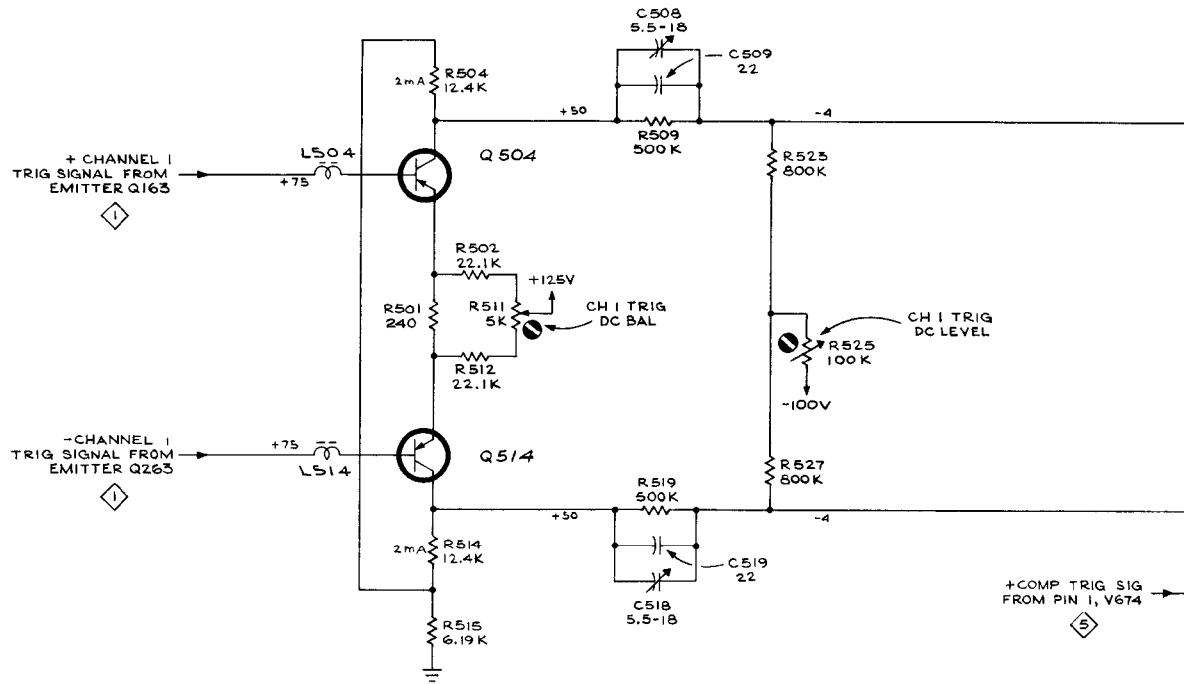 C508
5.5-18
C509
22
R504
12.4K
2mA
+50
R509
500K
-4
+ CHANNEL 1
TRIG SIGNAL FROM
EMITTER Q163
1
L504
+75
Q504
R523
800K
R502
22.1K
+125V
R501
240
R511
5K
CH 1 TRIG
DC BAL
R512
22.1K
CH 1 TRIG
DC LEVEL
R525
100K
-100V
-CHANNEL 1
TRIG SIGNAL FROM
EMITTER Q263
1
+75
L514
Q514
R527
800K
R519
500K
+50
-4
2mA
R514
12.4K
C519
22
C518
5.5-18
R515
6.19K
+COMP TRIG SIG
FROM PIN 1, V674
5